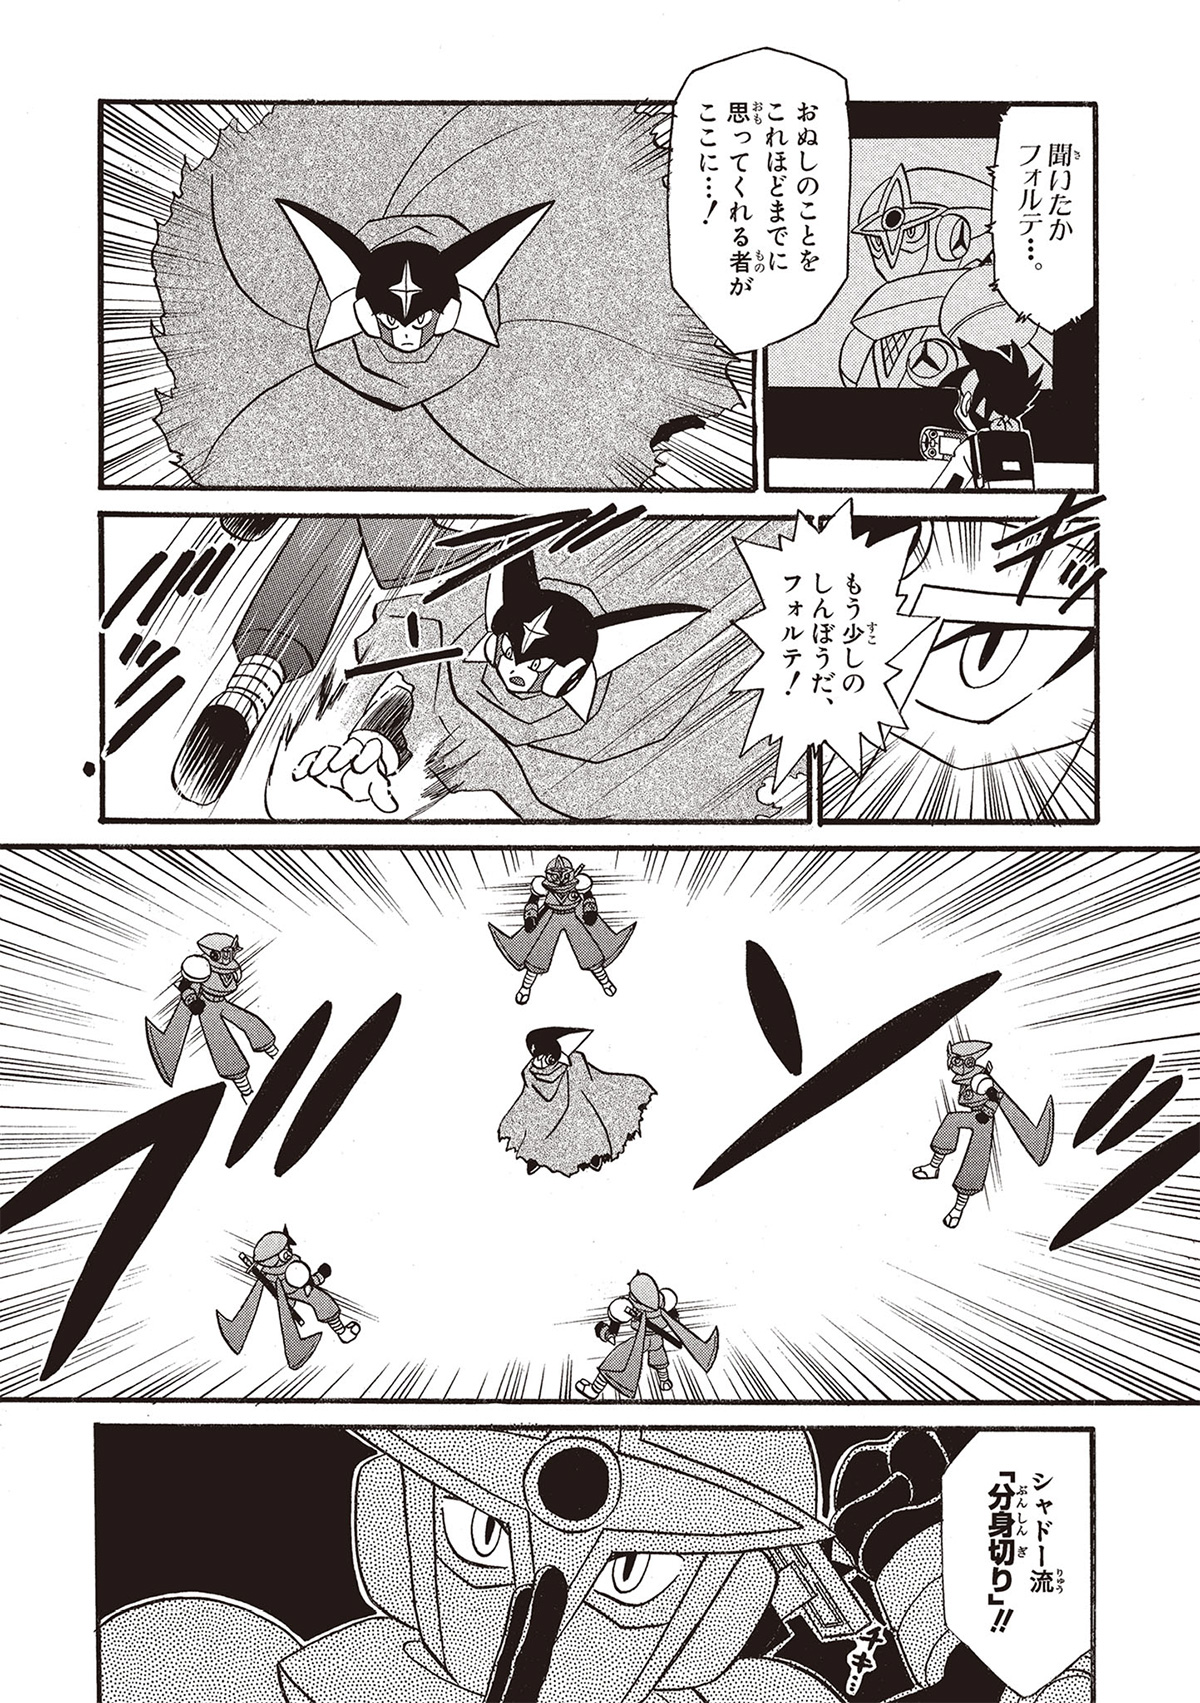 聞いたか
フォルテ…。
おぬしのことを
これほどまでに
思ってくれる者が
ここに…！
もう少しの
しんぼうだ、
フォルテ！
シャドー流
「分身切り」!!
チキ…